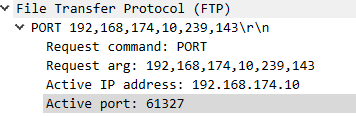 File Transfer Protocol (FTP)
PORT 192,168,174,10,239,143\r\n
Request command: PORT
Request arg: 192,168,174,10,239,143
Active IP address: 192.168.174.10
Active port: 61327